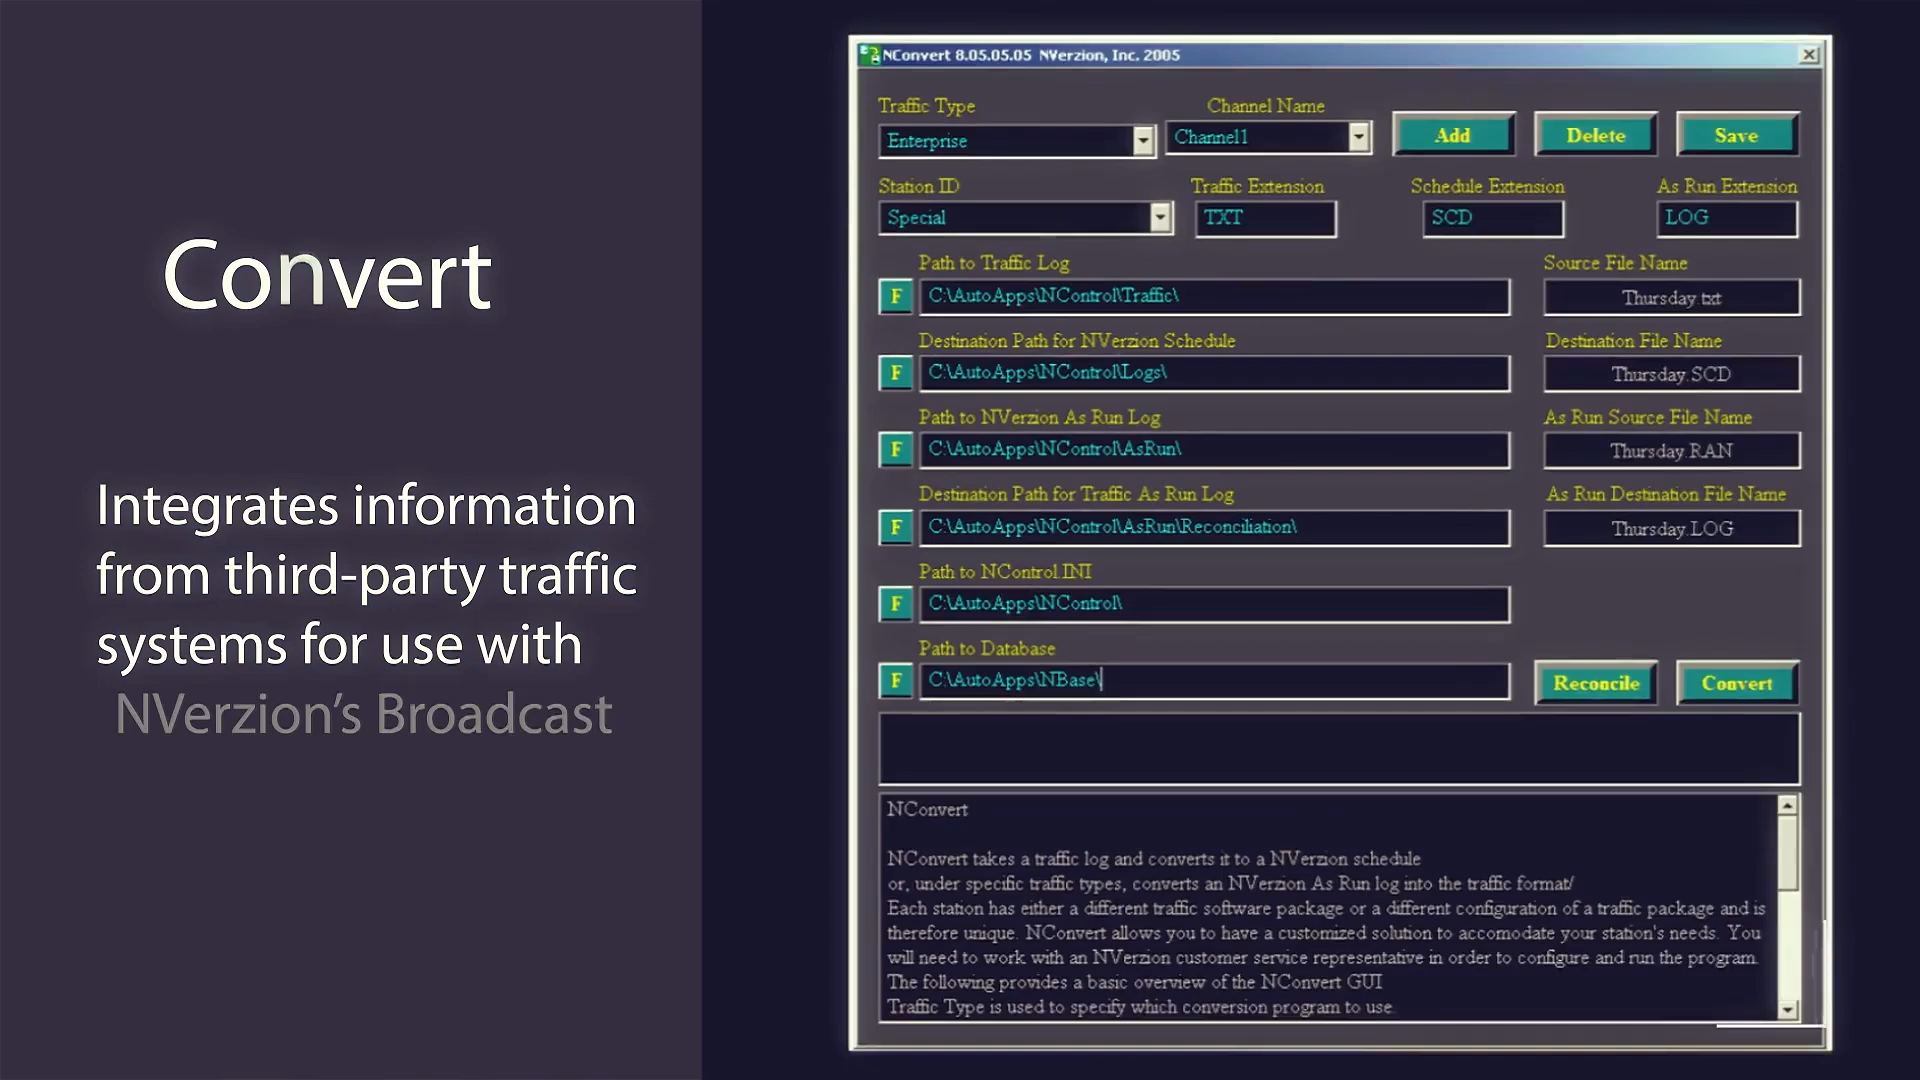 Convert
Integrates information
from third-party traffic
systems for use with
NVerzion's Broadcast
NConvert 8.05.05.05 NVerzion, Inc. 2005
Traffic Type
Channel Name
Enterprise
Channel1
Add
Delete
Save
Station ID
Traffic Extension
Schedule Extension
As Run Extension
Special
TXT
SCD
LOG
Path to Traffic Log
Source File Name
F
C:\AutoApps\NControl\Traffic\
Thursday.txt
Destination Path for NVerzion Schedule
Destination File Name
F
C:\AutoApps\NControl\Logs\
Thursday.SCD
Path to NVerzion As Run Log
As Run Source File Name
F
C:\AutoApps\NControl\AsRun\
Thursday.RAN
Destination Path for Traffic As Run Log
As Run Destination File Name
F
C:\AutoApps\NControl\AsRun\Reconciliation\
Thursday.LOG
Path to NControl.INI
F
C:\AutoApps\NControl\
Path to Database
F
C:\AutoApps\NBase\
Reconcile
Convert
NConvert
NConvert takes a traffic log and converts it to a NVerzion schedule
or, under specific traffic types, converts an NVerzion As Run log into the traffic format/
Each station has either a different traffic software package or a different configuration of a traffic package and is
therefore unique. NConvert allows you to have a customized solution to accomodate your station's needs. You
will need to work with an NVerzion customer service representative in order to configure and run the program.
The following provides a basic overview of the NConvert GUI
Traffic Type is used to specify which conversion program to use.